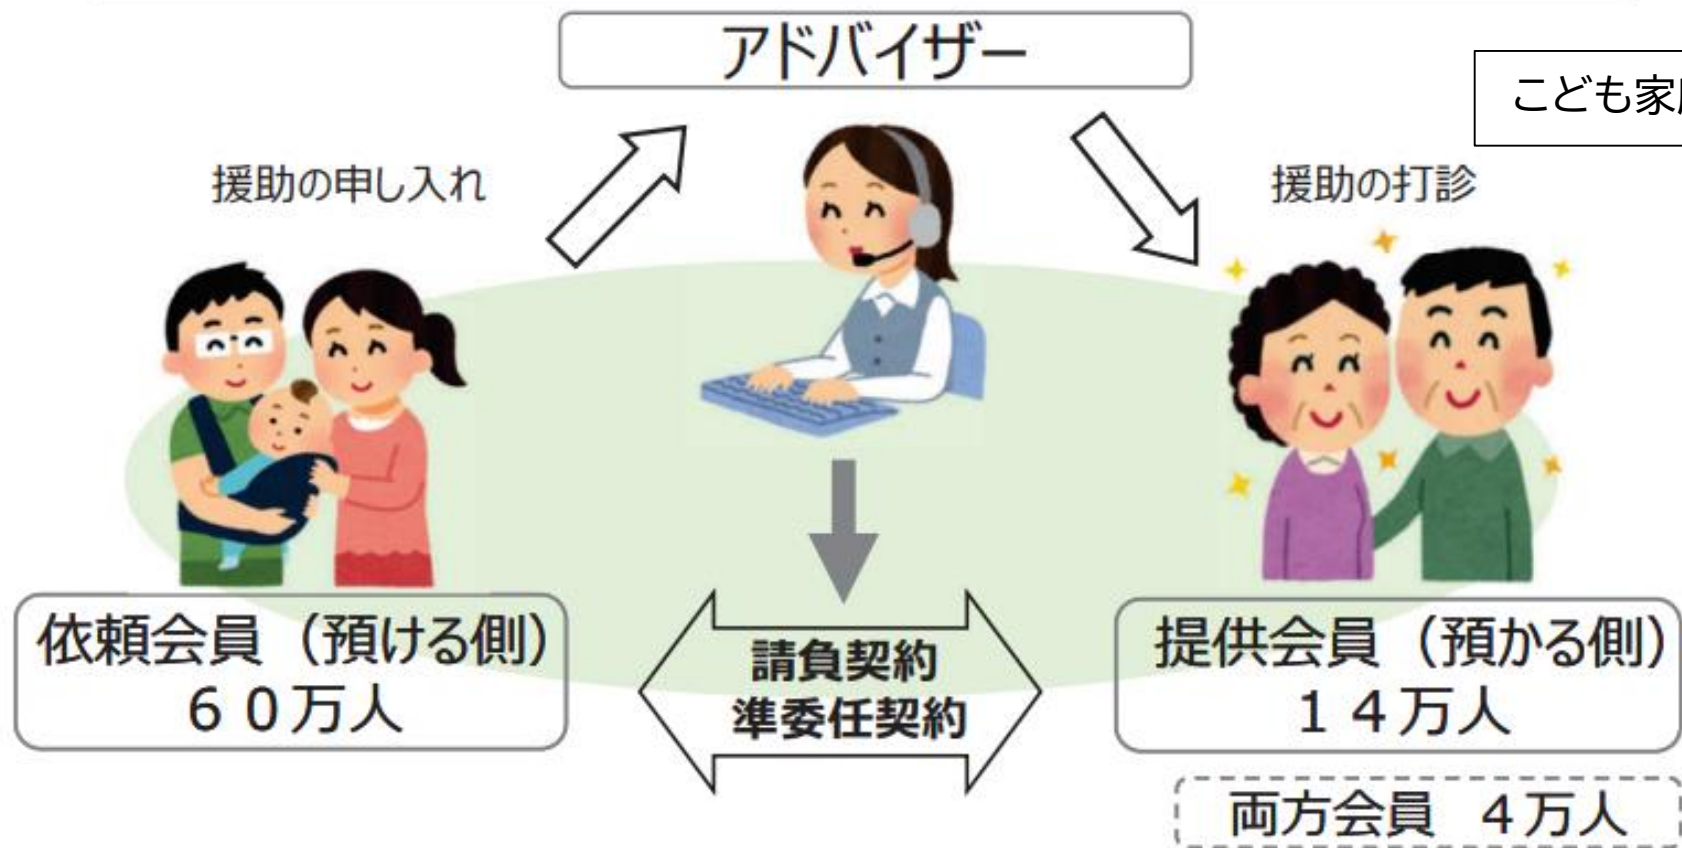 アドバイザー
こども家
援助の申し入れ
援助の打診
依頼会員（預ける側）
６０万人
請負契約
準委任契約
提供会員（預かる側）
１４万人
両方会員　４万人